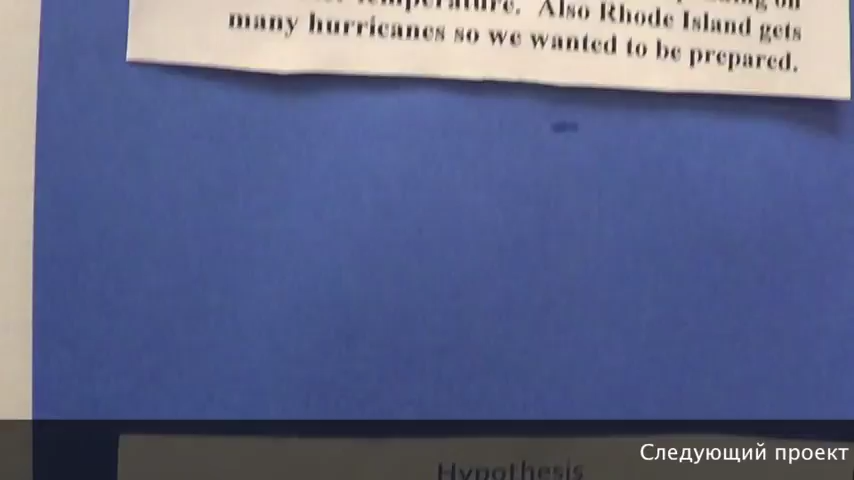 temperature. Also Rhode Island gets
many hurricanes so we wanted to be prepared.
Следующий проект
Hypothesis